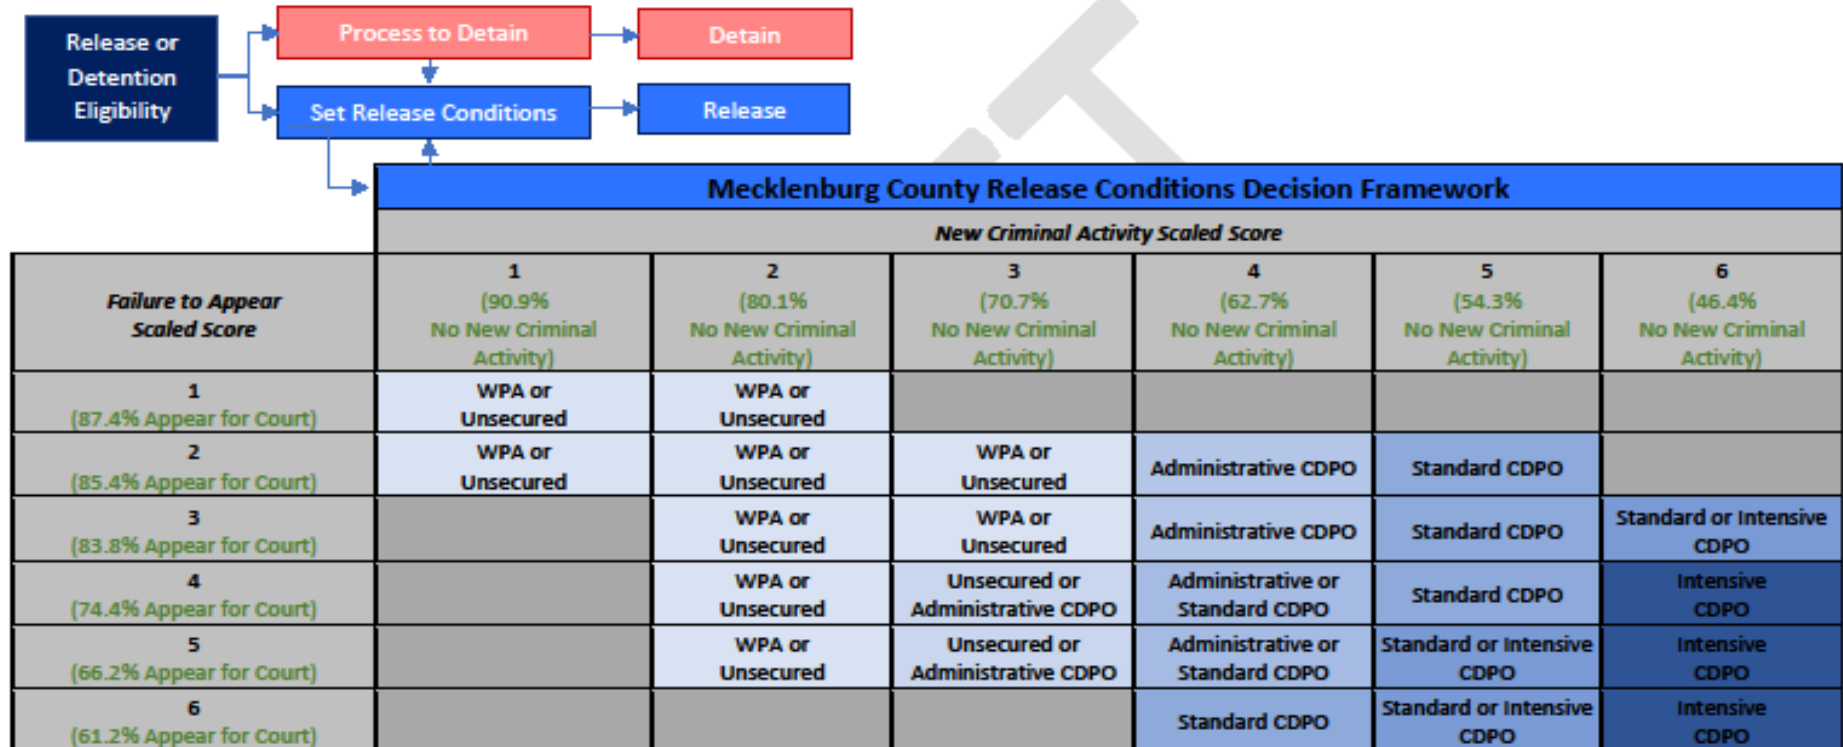 Release or
Detention
Eligibility
Process to Detain
Detain
Set Release Conditions
Release
Mecklenburg County Release Conditions Decision Framework
New Criminal Activity Scaled Score
Failure to Appear
Scaled Score
1
(90.9%
No New Criminal
Activity)
2
(80.1%
No New Criminal
Activity)
3
(70.7%
No New Criminal
Activity)
4
(62.7%
No New Criminal
Activity)
5
(54.3%
No New Criminal
Activity)
6
(46.4%
No New Criminal
Activity)
1
(87.4% Appear for Court)
WPA or
Unsecured
WPA or
Unsecured
2
(85.4% Appear for Court)
WPA or
Unsecured
WPA or
Unsecured
WPA or
Unsecured
Administrative CDPO
Standard CDPO
3
(83.8% Appear for Court)
WPA or
Unsecured
WPA or
Unsecured
Administrative CDPO
Standard CDPO
Standard or Intensive
CDPO
4
(74.4% Appear for Court)
WPA or
Unsecured
Unsecured or
Administrative CDPO
Administrative or
Standard CDPO
Standard CDPO
Intensive
CDPO
5
(66.2% Appear for Court)
WPA or
Unsecured
Unsecured or
Administrative CDPO
Administrative or
Standard CDPO
Standard or Intensive
CDPO
Intensive
CDPO
6
(61.2% Appear for Court)
Standard CDPO
Standard or Intensive
CDPO
Intensive
CDPO